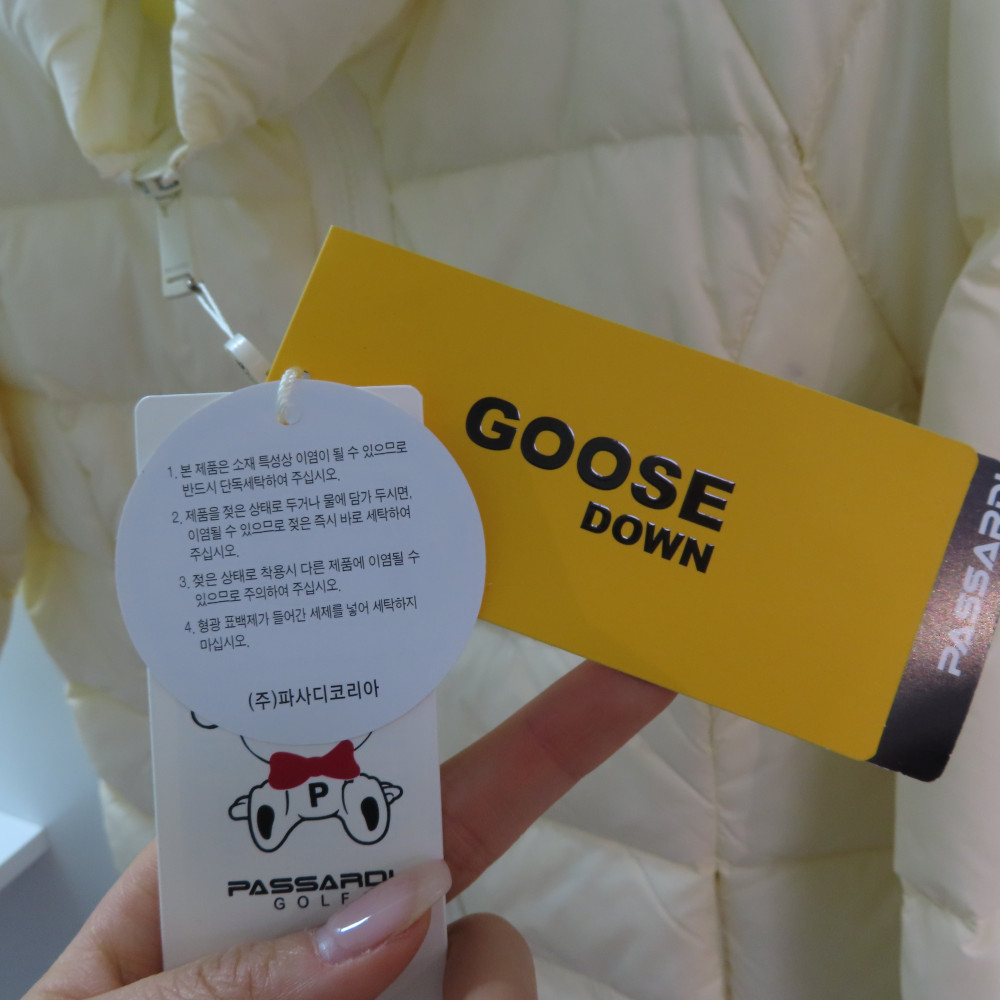 GOOSE
DOWN
PASSARDI
1. 본 제품은 소재 특성상 이염이 될 수 있으므로
반드시 단독세탁하여 주십시오.
2. 제품을 젖은 상태로 두거나 물에 담가 두시면,
이염될 수 있으므로 젖은 즉시 바로 세탁하여
주십시오.
3. 젖은 상태로 착용시 다른 제품에 이염될 수
있으므로 주의하여 주십시오.
4. 형광 표백제가 들어간 세제를 넣어 세탁하지
마십시오.
(주)파사디코리아
P
PASSARDI
GOLF